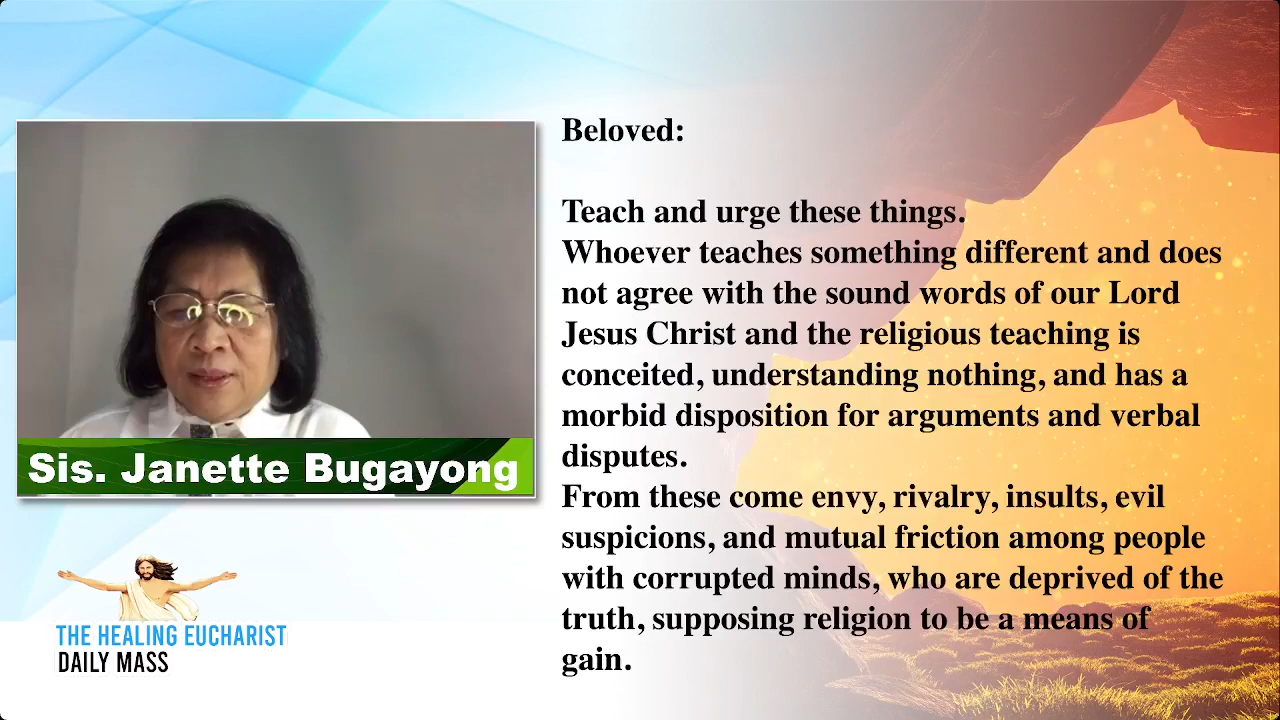 Beloved:
Teach and urge these things.
Whoever teaches something different and does
not agree with the sound words of our Lord
Jesus Christ and the religious teaching is
conceited, understanding nothing, and has a
morbid disposition for arguments and verbal
disputes.
From these come envy, rivalry, insults, evil
suspicions, and mutual friction among people
with corrupted minds, who are deprived of the
truth, supposing religion to be a means of
gain.
Sis. Janette Bugayong
THE HEALING EUCHARIST
DAILY MASS